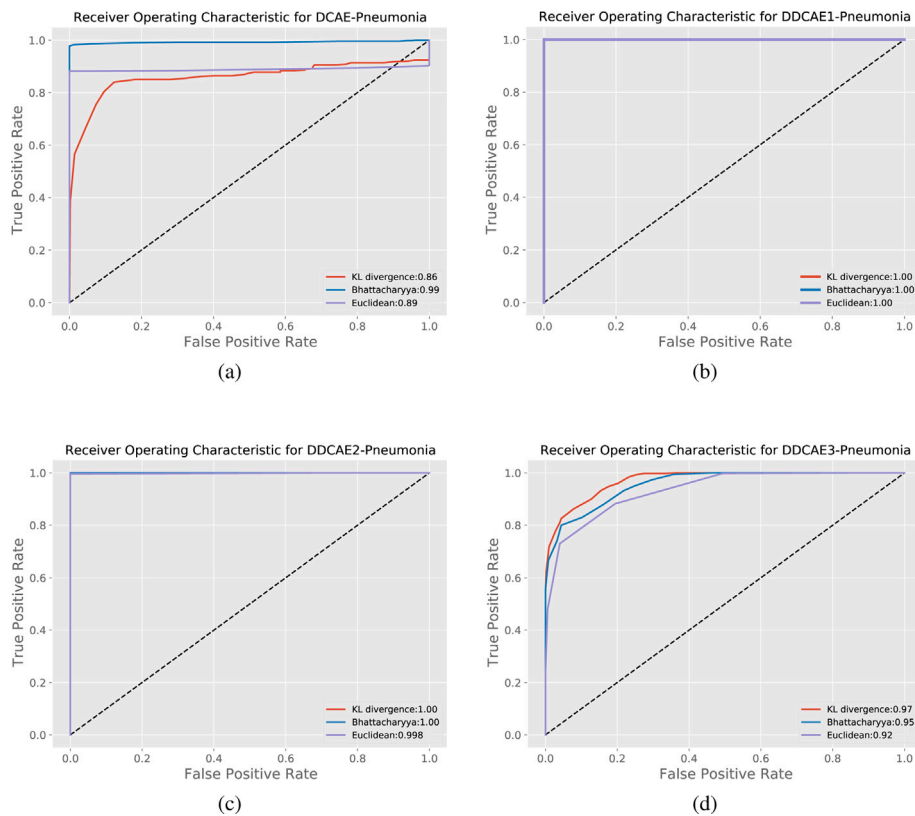 Receiver Operating Characteristic for DCAE-Pneumonia
True Positive Rate
1.0
0.8
0.6
0.4
0.2
0.0
KL divergence:0.86
Bhattacharyya:0.99
Euclidean:0.89
0.0 0.2 0.4 0.6 0.8 1.0
False Positive Rate
(a)
Receiver Operating Characteristic for DDCAE1-Pneumonia
True Positive Rate
1.0
0.8
0.6
0.4
0.2
0.0
KL divergence:1.00
Bhattacharyya:1.00
Euclidean:1.00
0.0 0.2 0.4 0.6 0.8 1.0
False Positive Rate
(b)
Receiver Operating Characteristic for DDCAE2-Pneumonia
True Positive Rate
1.0
0.8
0.6
0.4
0.2
0.0
KL divergence:1.00
Bhattacharyya:1.00
Euclidean:0.998
0.0 0.2 0.4 0.6 0.8 1.0
False Positive Rate
(c)
Receiver Operating Characteristic for DDCAE3-Pneumonia
True Positive Rate
1.0
0.8
0.6
0.4
0.2
0.0
KL divergence:0.97
Bhattacharyya:0.95
Euclidean:0.92
0.0 0.2 0.4 0.6 0.8 1.0
False Positive Rate
(d)